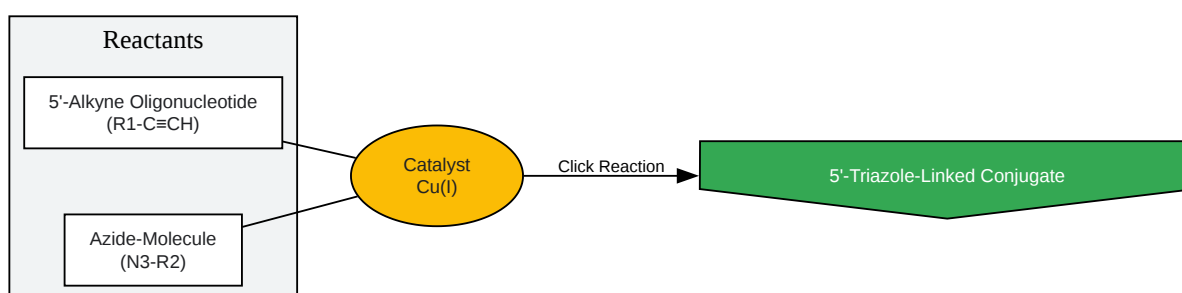 Reactants
5'-Alkyne Oligonucleotide
(R1-C≡CH)
Azide-Molecule
(N3-R2)
Catalyst
Cu(I)
Click Reaction
5'-Triazole-Linked Conjugate